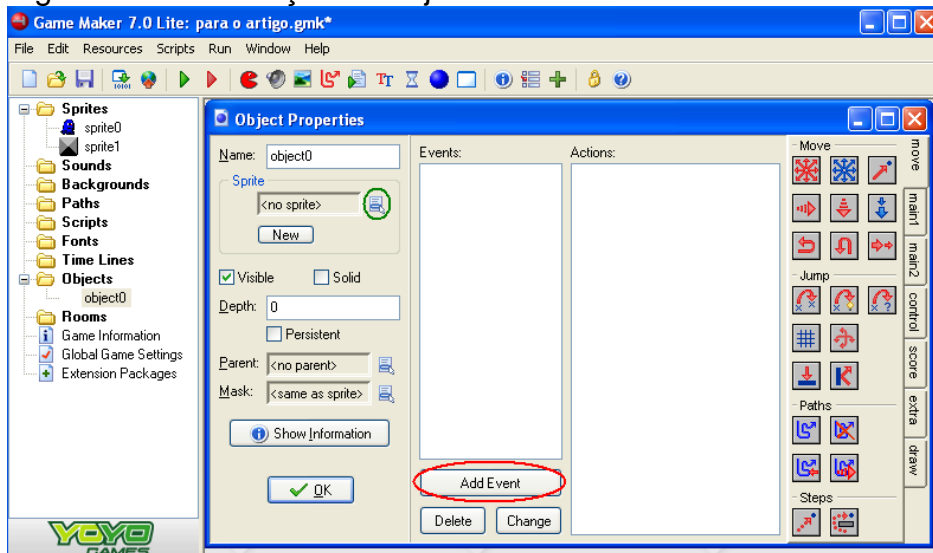 Game Maker 7.0 Lite: para o artigo.gmk*
File Edit Resources Scripts Run Window Help
Sprites
sprite0
sprite1
Sounds
Backgrounds
Paths
Scripts
Fonts
Time Lines
Objects
object0
Rooms
Game Information
Global Game Settings
Extension Packages
YOYO
GAMES
Object Properties
Name: object0
Sprite
<no sprite>
New
Visible Solid
Depth: 0
Persistent
Parent: <no parent>
Mask: <same as sprite>
Show Information
OK
Events:
Add Event
Delete Change
Actions:
Move
Jump
Paths
Steps
move
main1
main2
control
score
extra
draw